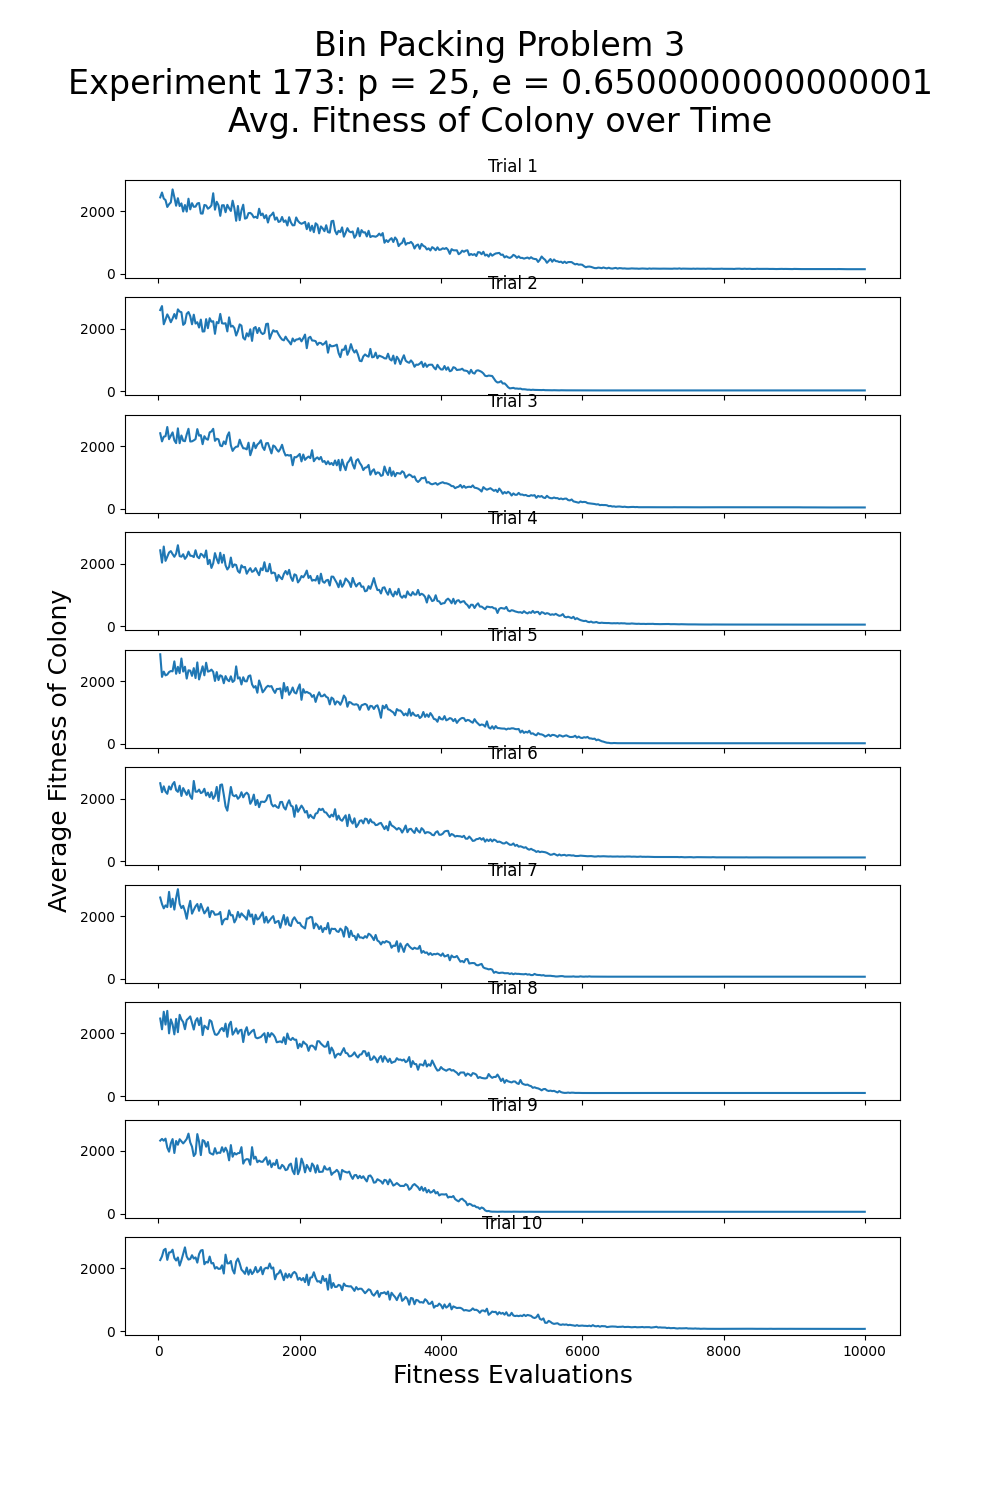 Bin Packing Problem 3
Experiment 173: p = 25, e = 0.6500000000000001
Avg. Fitness of Colony over Time
Trial 1
2000
0
Trial 2
2000
0
Trial 3
2000
0
Trial 4
2000
0
Trial 5
2000
0
Trial 6
2000
0
Trial 7
2000
0
Trial 8
2000
0
Trial 9
2000
0
Trial 10
2000
0
0 2000 4000 6000 8000 10000
Fitness Evaluations
Average Fitness of Colony